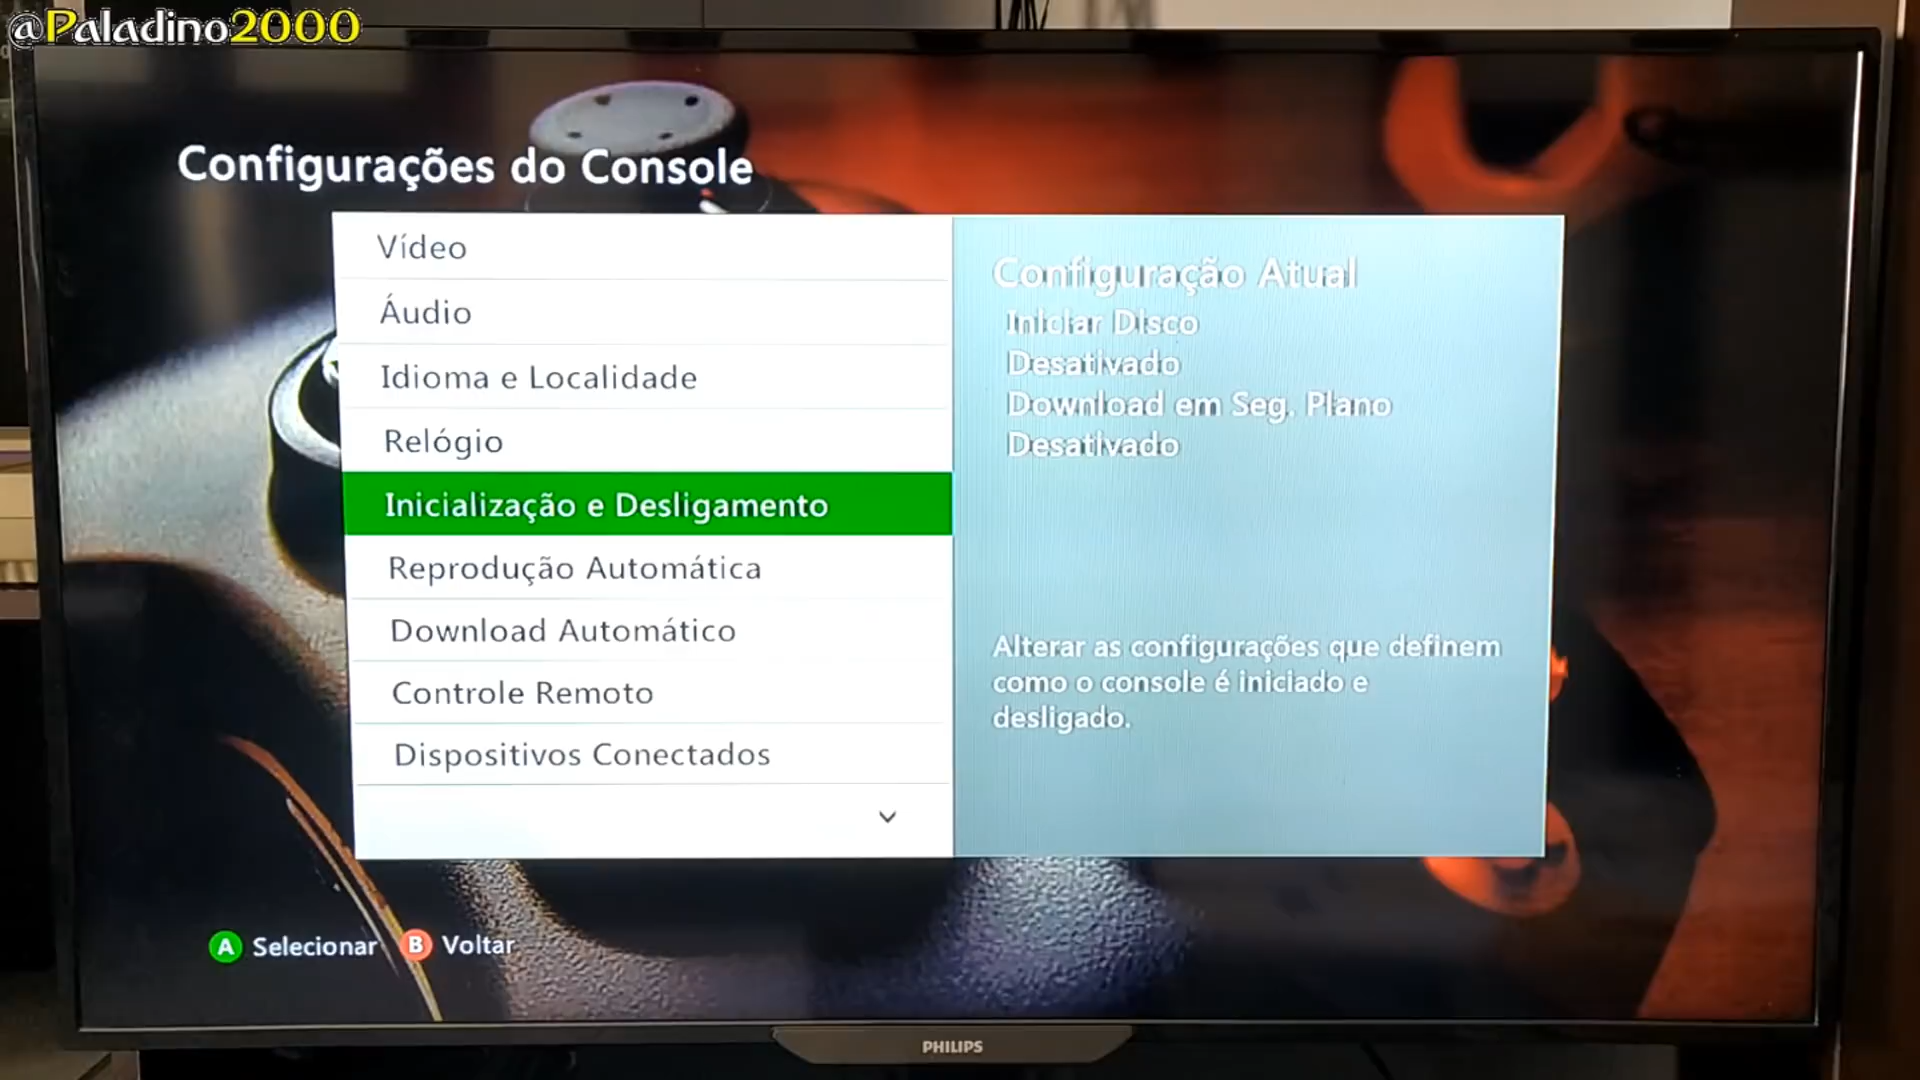 @Paladino2000
Configurações do Console
Vídeo
Áudio
Idioma e Localidade
Relógio
Inicialização e Desligamento
Reprodução Automática
Download Automático
Controle Remoto
Dispositivos Conectados
Configuração Atual
Iniciar Disco
Desativado
Download em Seg. Plano
Desativado
Alterar as configurações que definem
como o console é iniciado e
desligado.
A Selecionar B Voltar
PHILIPS